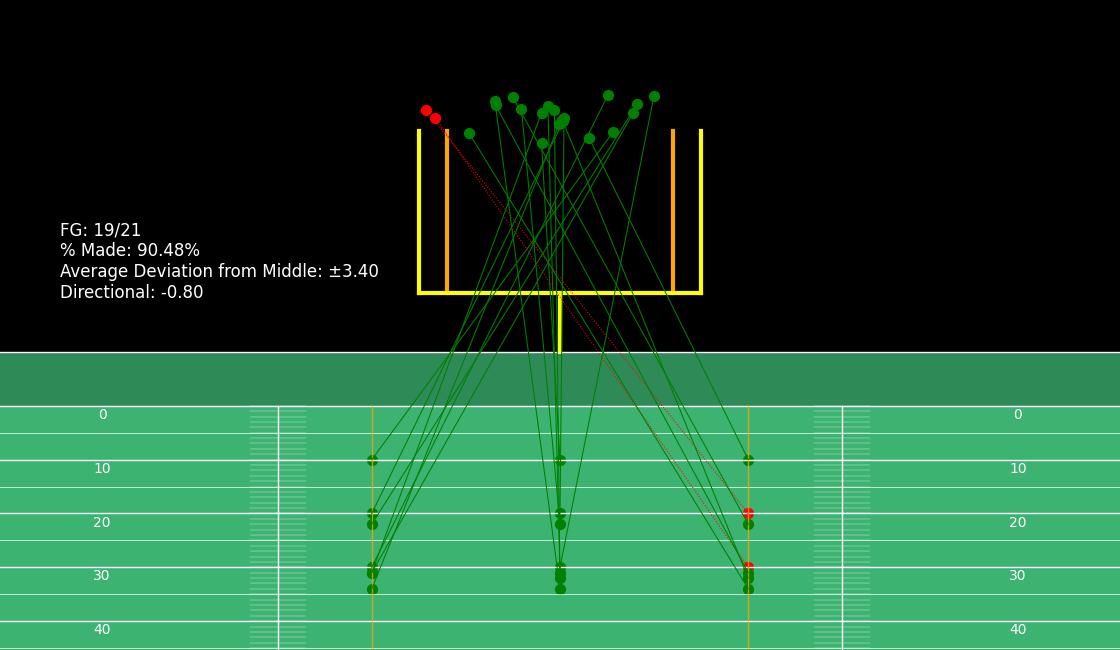 FG: 19/21
% Made: 90.48%
Average Deviation from Middle: ±3.40
Directional: -0.80
0 0
10 10
20 20
30 30
40 40